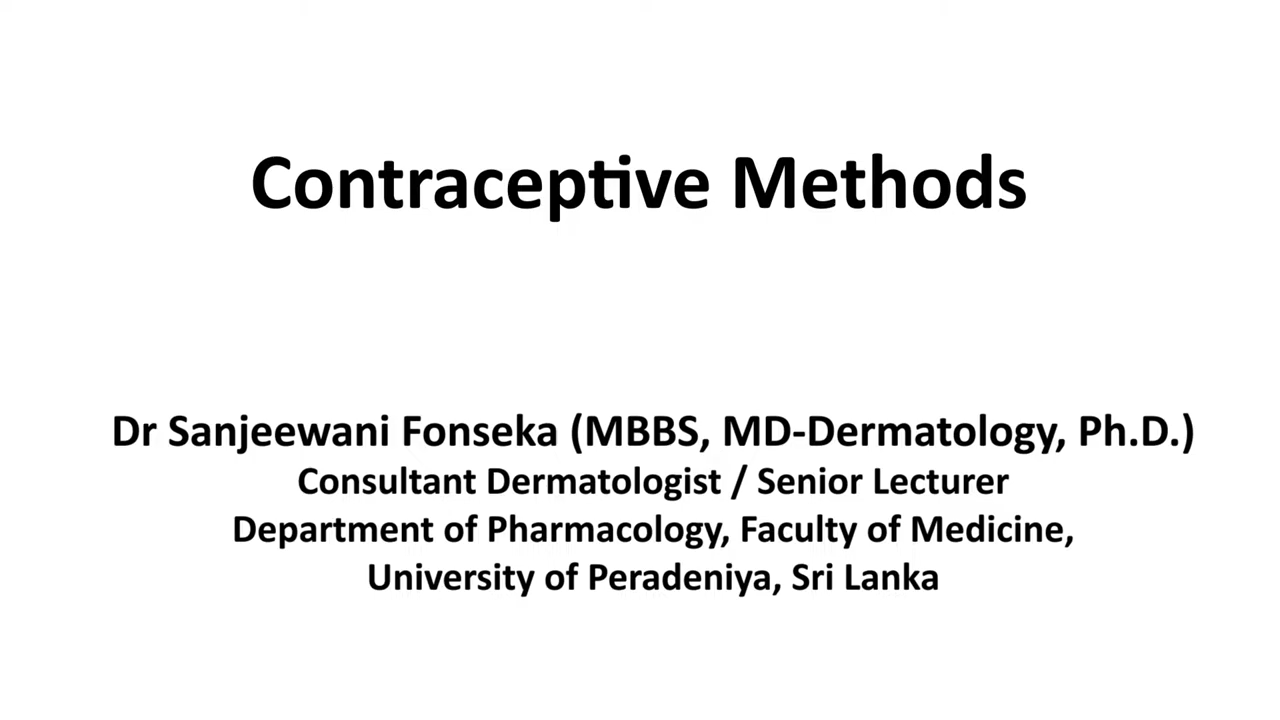 Contraceptive Methods
Dr Sanjeewani Fonseka (MBBS, MD-Dermatology, Ph.D.)
Consultant Dermatologist / Senior Lecturer
Department of Pharmacology, Faculty of Medicine,
University of Peradeniya, Sri Lanka